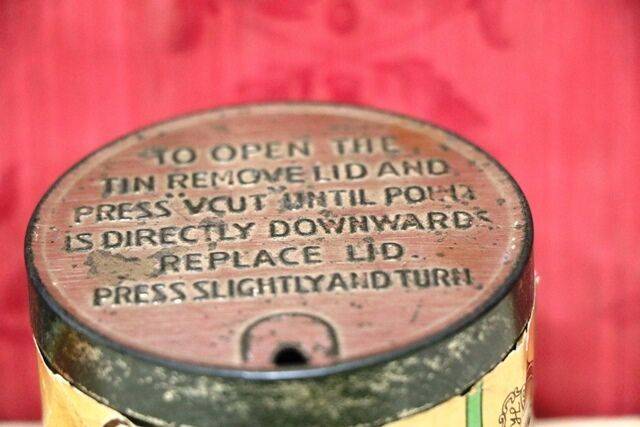 TO OPEN THE
TIN REMOVE LID AND
PRESS "VCUT" UNTIL POINT
IS DIRECTLY DOWNWARDS
REPLACE LID.
PRESS SLIGHTLY AND TURN.